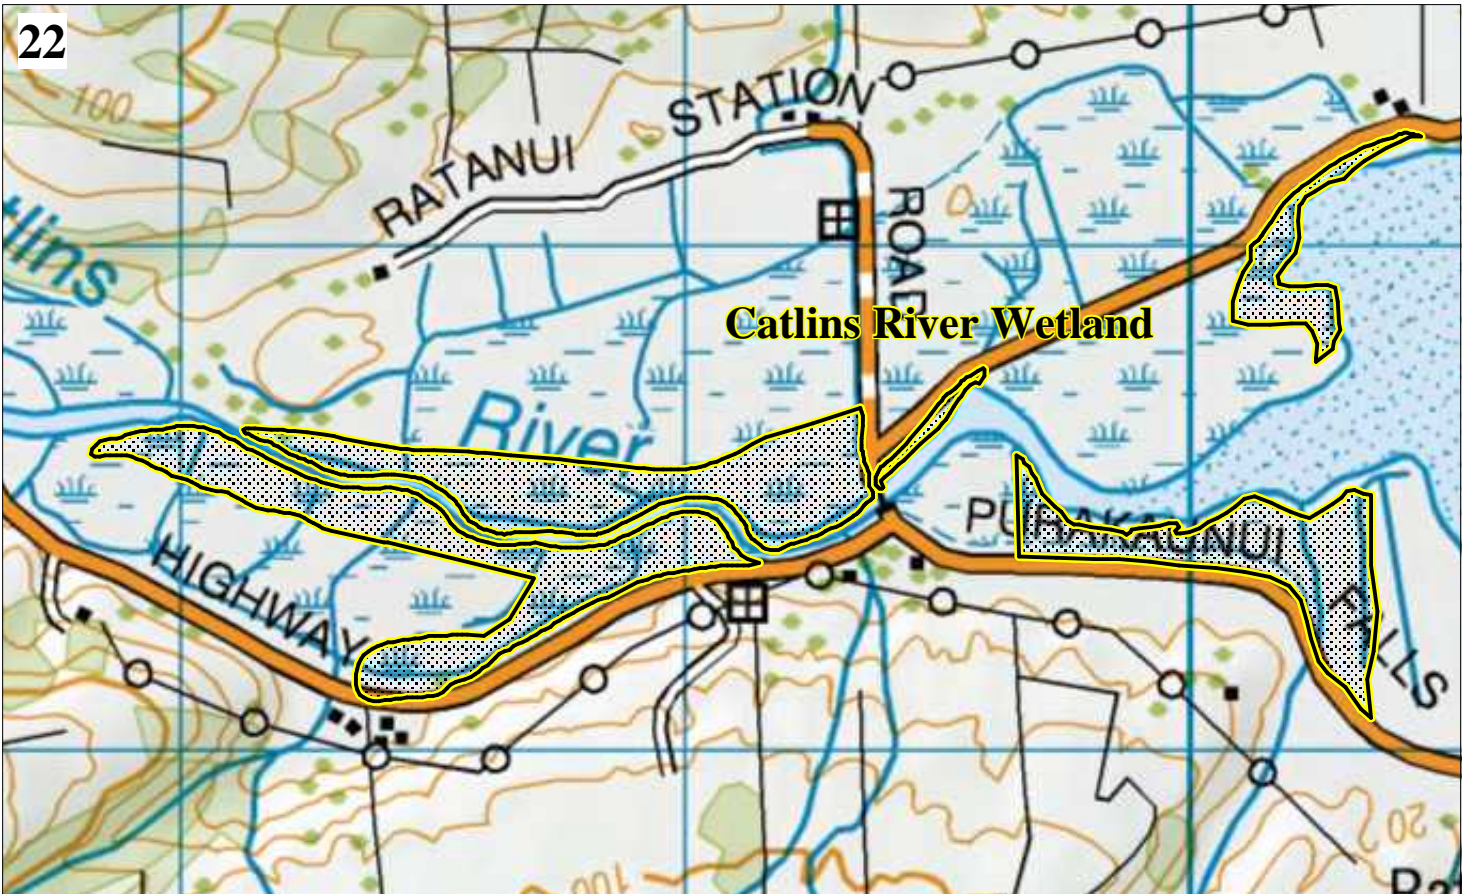 22
100
STATION
RATANUI
ROAD
tlins
Catlins River Wetland
River
PURAKAUNUI
HIGHWAY
FALLS
20
100